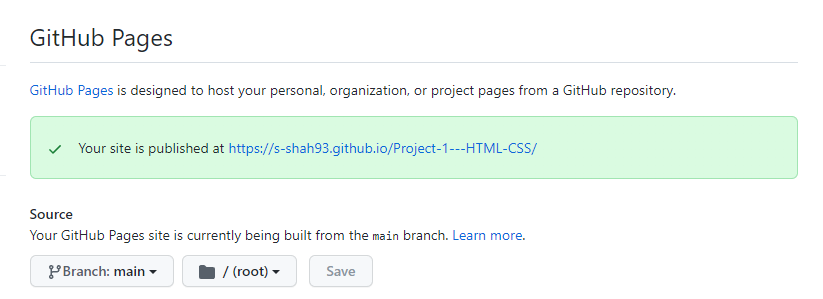 GitHub Pages
GitHub Pages is designed to host your personal, organization, or project pages from a GitHub repository.
Your site is published at https://s-shah93.github.io/Project-1---HTML-CSS/
Source
Your GitHub Pages site is currently being built from the main branch. Learn more.
Branch: main / (root) Save